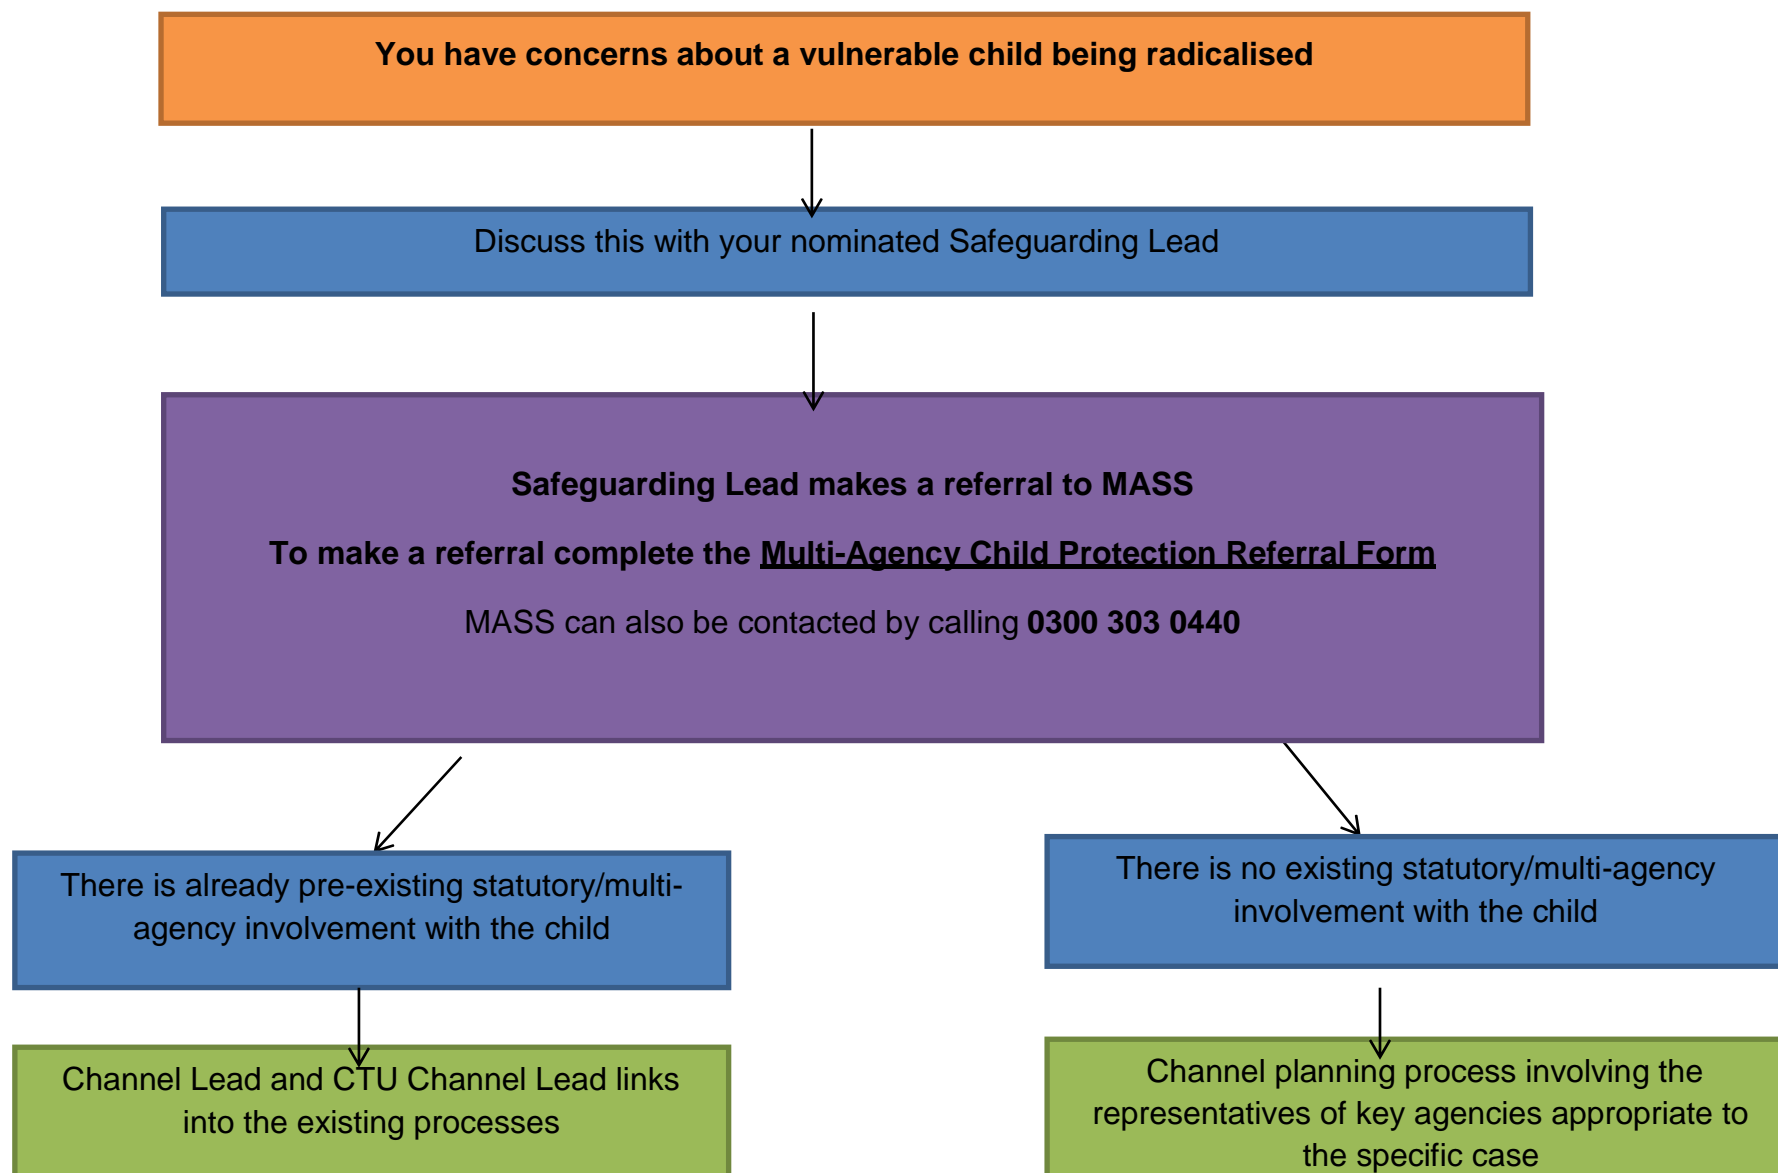 You have concerns about a vulnerable child being radicalised
Discuss this with your nominated Safeguarding Lead
Safeguarding Lead makes a referral to MASS
To make a referral complete the Multi-Agency Child Protection Referral Form
MASS can also be contacted by calling 0300 303 0440
There is already pre-existing statutory/multi-
agency involvement with the child
There is no existing statutory/multi-agency
involvement with the child
Channel Lead and CTU Channel Lead links
into the existing processes
Channel planning process involving the
representatives of key agencies appropriate to
the specific case